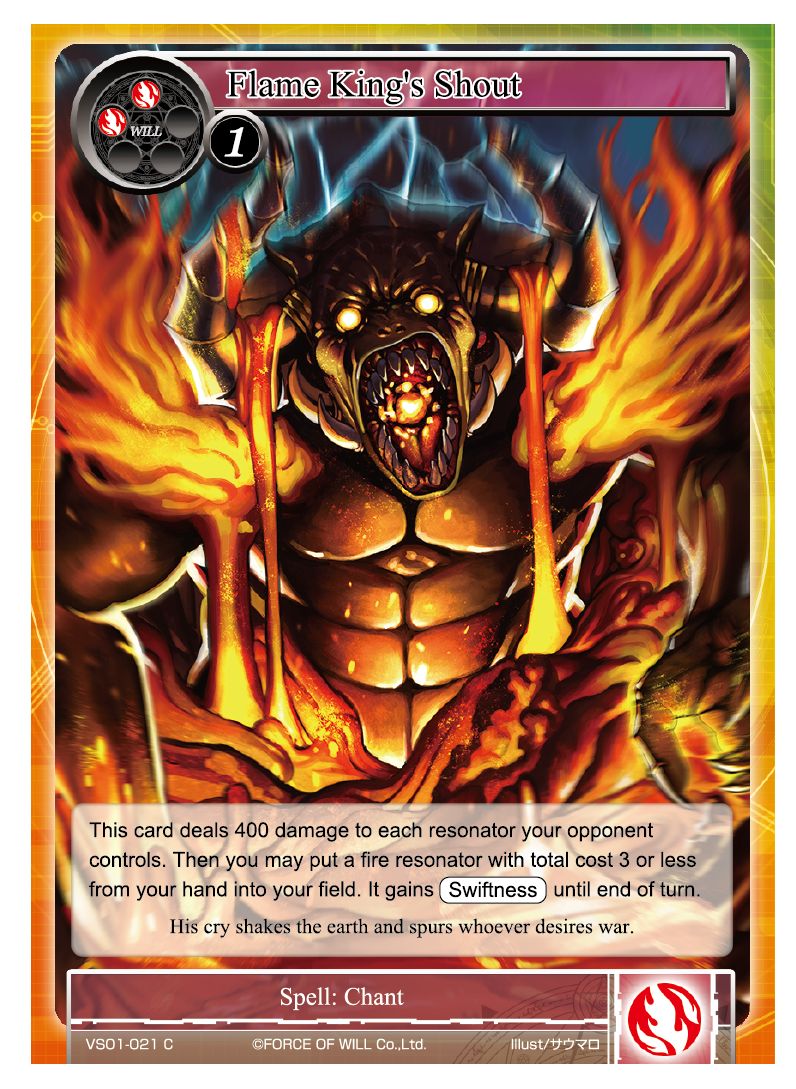 Flame King's Shout
WILL
1
This card deals 400 damage to each resonator your opponent
controls. Then you may put a fire resonator with total cost 3 or less
from your hand into your field. It gains Swiftness until end of turn.
His cry shakes the earth and spurs whoever desires war.
Spell: Chant
VS01-021 C ©FORCE OF WILL Co.,Ltd. Illust/サウマロ